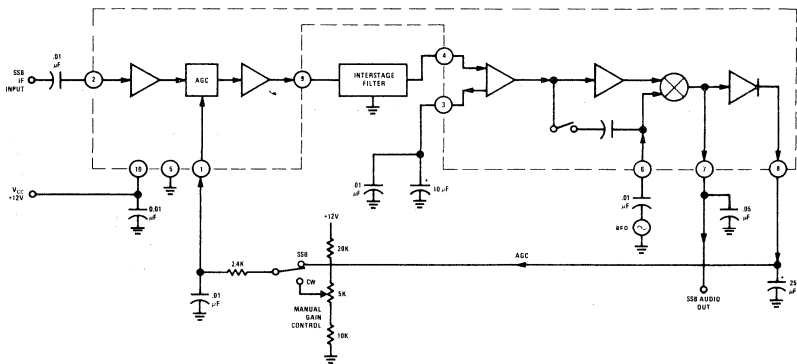 SSB
IF
INPUT
.01
µF
2
AGC
9
INTERSTAGE
FILTER
4
3
.01
µF
+
10 µF
10
5
1
6
7
8
VCC
+12V
0.01
µF
.01
µF
BFO
.05
µF
+12V
20K
SSB
2.4K
CW
5K
MANUAL
GAIN
CONTROL
10K
.01
µF
AGC
SSB AUDIO
OUT
+
25
µF